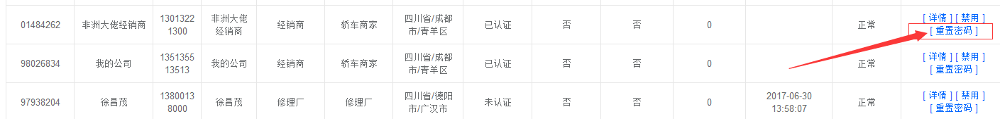 01484262 非洲大佬经销商 13013221300 非洲大佬经销商 经销商 轿车商家 四川省/成都市/青羊区 已认证 否 否 0 正常 [ 详情 ] [ 禁用 ]
[ 重置密码 ]
98026834 我的公司 135135513513 我的公司 经销商 轿车商家 四川省/成都市/青羊区 已认证 否 否 0 正常 [ 详情 ] [ 禁用 ]
[ 重置密码 ]
97938204 徐昌茂 13800138000 徐昌茂 修理厂 修理厂 四川省/德阳市/广汉市 未认证 否 否 0 2017-06-30 13:58:07 正常 [ 详情 ] [ 禁用 ]
[ 重置密码 ]